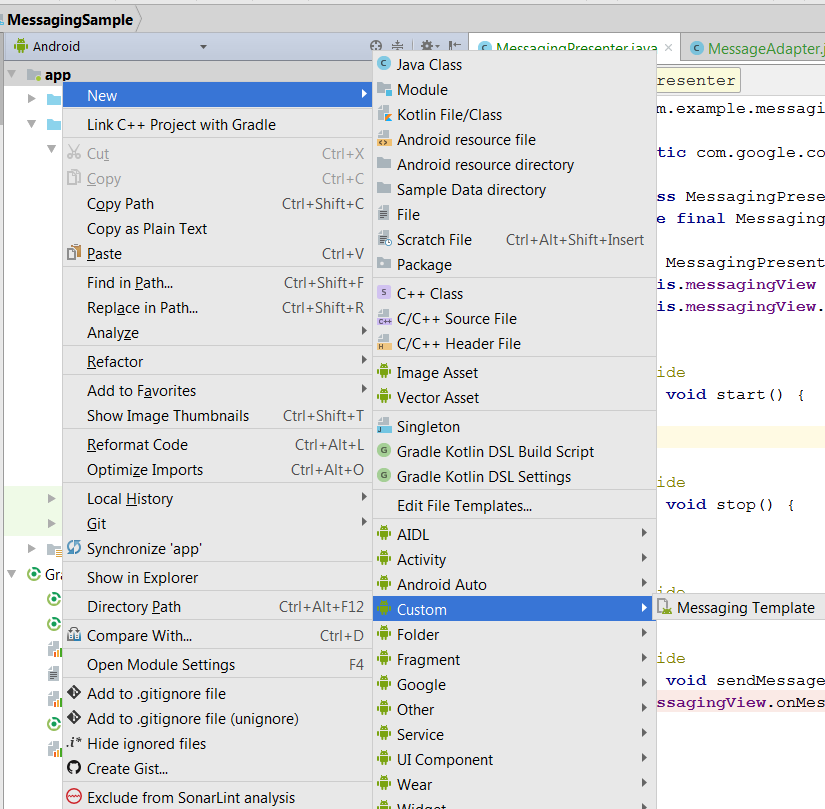 MessagingSample
Android
MessagingPresenter.java
MessageAdapter.j
app
New
Link C++ Project with Gradle
Cut Ctrl+X
Copy Ctrl+C
Copy Path Ctrl+Shift+C
Copy as Plain Text
Paste Ctrl+V
Find in Path... Ctrl+Shift+F
Replace in Path... Ctrl+Shift+R
Analyze
Refactor
Add to Favorites
Show Image Thumbnails Ctrl+Shift+T
Reformat Code Ctrl+Alt+L
Optimize Imports Ctrl+Alt+O
Local History
Git
Synchronize 'app'
Show in Explorer
Directory Path Ctrl+Alt+F12
Compare With... Ctrl+D
Open Module Settings F4
Add to .gitignore file
Add to .gitignore file (unignore)
Hide ignored files
Create Gist...
Exclude from SonarLint analysis
Gra
Java Class
Module
Kotlin File/Class
Android resource file
Android resource directory
Sample Data directory
File
Scratch File Ctrl+Alt+Shift+Insert
Package
C++ Class
C/C++ Source File
C/C++ Header File
Image Asset
Vector Asset
Singleton
Gradle Kotlin DSL Build Script
Gradle Kotlin DSL Settings
Edit File Templates...
AIDL
Activity
Android Auto
Custom
Folder
Fragment
Google
Other
Service
UI Component
Wear
Widget
Messaging Template
resenter
m.example.messagi
tic com.google.co
ss MessagingPrese
e final Messaging
MessagingPresent
is.messagingView
is.messagingView.
ide
void start() {
ide
void stop() {
ide
ide
void sendMessage
ssagingView.onMes